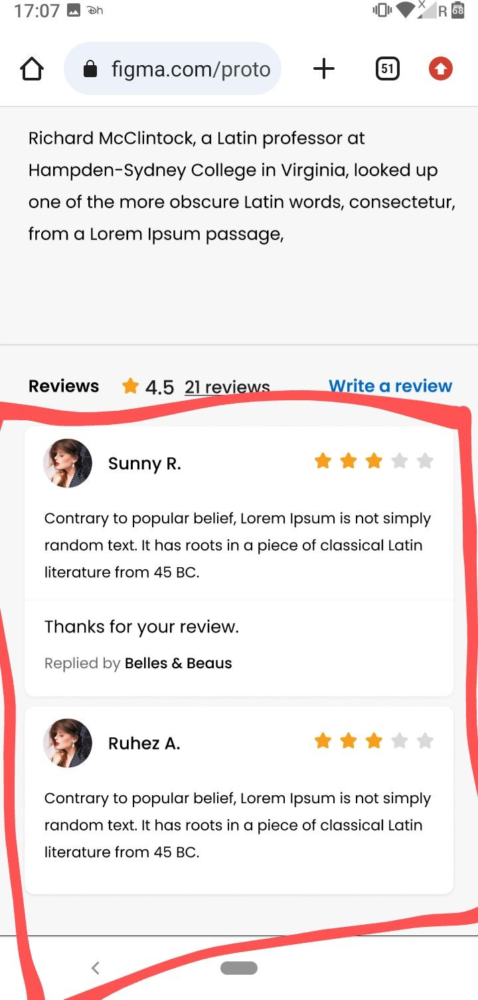 17:07
R 68
figma.com/proto
51
Richard McClintock, a Latin professor at
Hampden-Sydney College in Virginia, looked up
one of the more obscure Latin words, consectetur,
from a Lorem Ipsum passage,
Reviews 4.5 21 reviews Write a review
Sunny R.
Contrary to popular belief, Lorem Ipsum is not simply
random text. It has roots in a piece of classical Latin
literature from 45 BC.
Thanks for your review.
Replied by Belles & Beaus
Ruhez A.
Contrary to popular belief, Lorem Ipsum is not simply
random text. It has roots in a piece of classical Latin
literature from 45 BC.